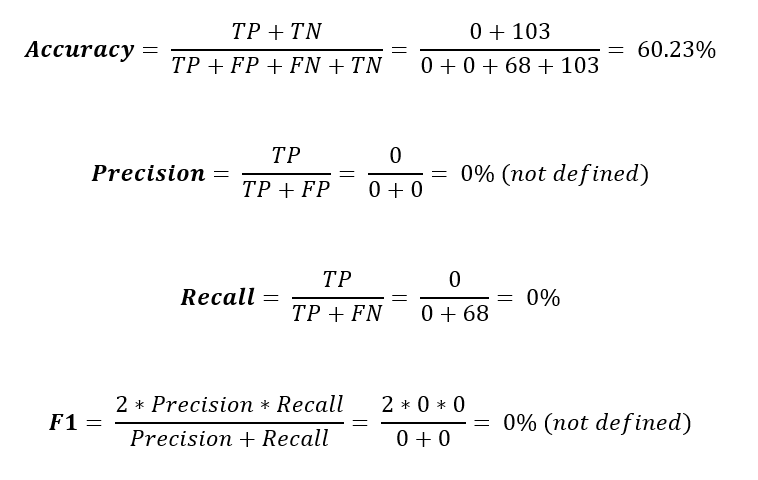 Accuracy = TP + TN / TP + FP + FN + TN = 0 + 103 / 0 + 0 + 68 + 103 = 60.23%
Precision = TP / TP + FP = 0 / 0 + 0 = 0% (not defined)
Recall = TP / TP + FN = 0 / 0 + 68 = 0%
F1 = 2 * Precision * Recall / Precision + Recall = 2 * 0 * 0 / 0 + 0 = 0% (not defined)